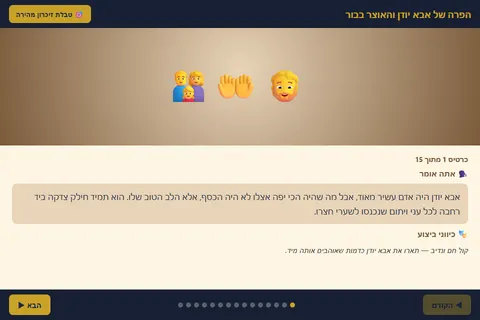 הפרה של אבא יודן והאוצר בבור
טבלת זיכרון מהירה
כרטיס 1 מתוך 15
אתה אומר
אבא יודן היה אדם עשיר מאוד, אבל מה שהיה הכי יפה אצלו לא היה הכסף, אלא הלב הטוב שלו. הוא תמיד חילק צדקה ביד
רחבה לכל עני ויתום שנכנסו לשערי חצרו.
כיווני ביצוע
קול חם ונדיב — תארו את אבא יודן כדמות שאוהבים אותה מיד.
◀ הקודם
הבא ▶